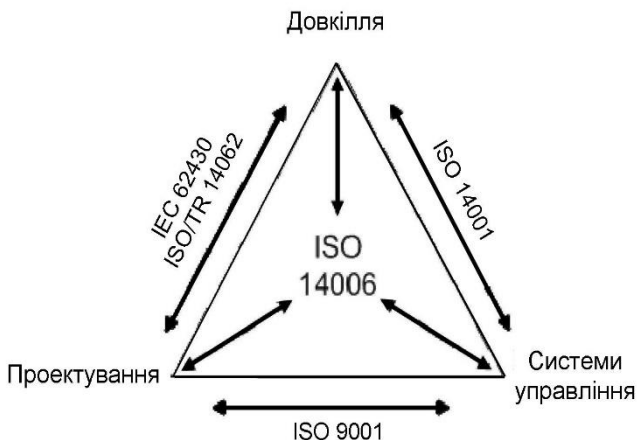 Довкілля
IEC 62430
ISO/TR 14062
ISO 14001
ISO
14006
Проектування
Системи
управління
ISO 9001